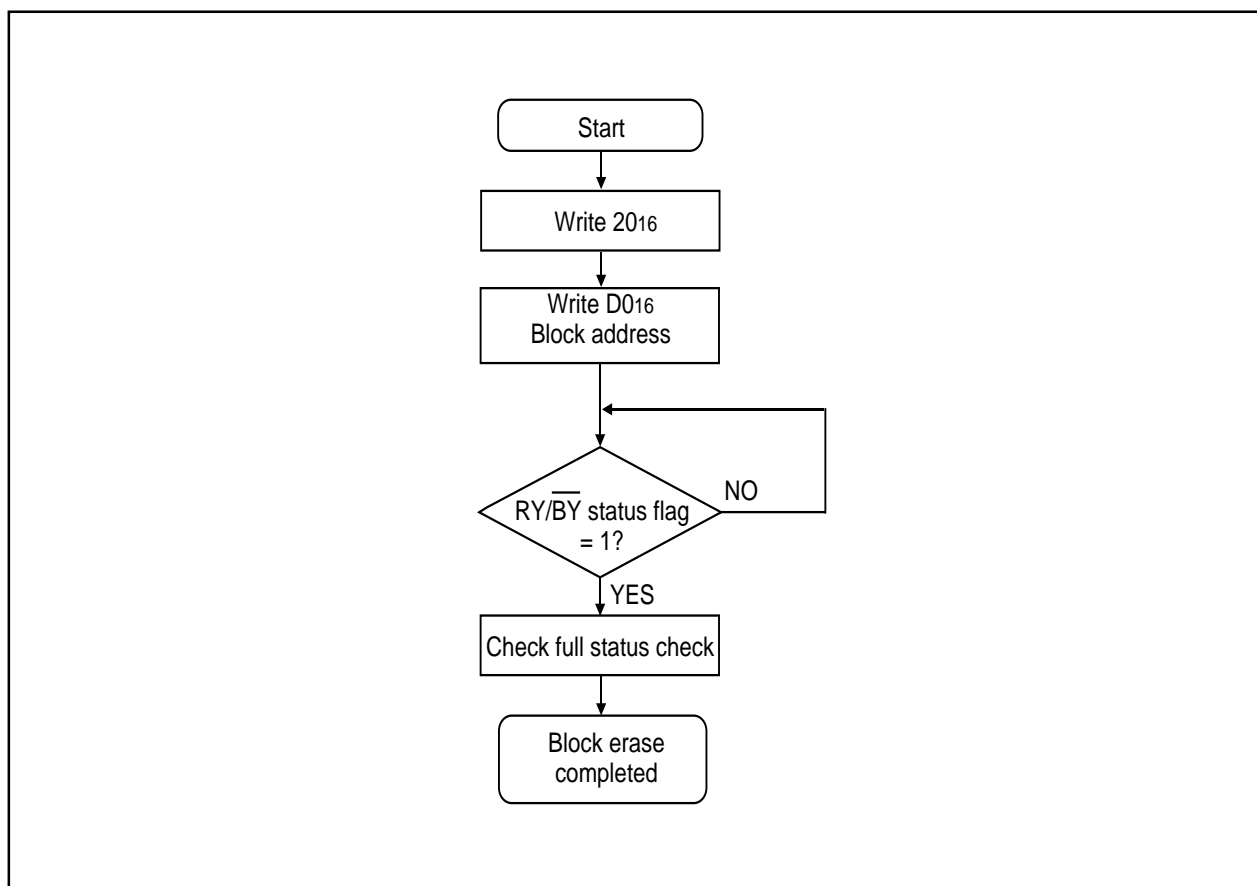 Start
Write 2016
Write D016
Block address
NO
RY/B̅Y̅ status flag
= 1?
YES
Check full status check
Block erase
completed